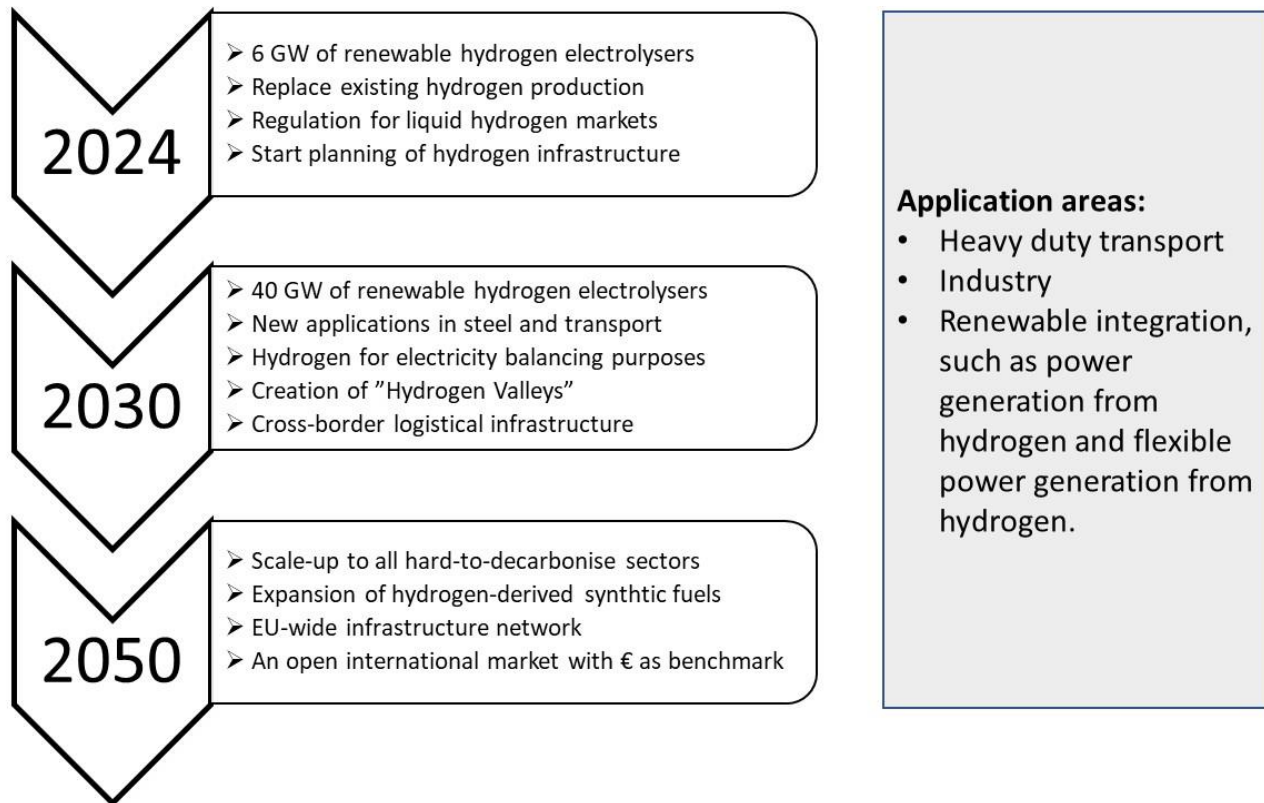 2024
➢ 6 GW of renewable hydrogen electrolysers
➢ Replace existing hydrogen production
➢ Regulation for liquid hydrogen markets
➢ Start planning of hydrogen infrastructure
2030
➢ 40 GW of renewable hydrogen electrolysers
➢ New applications in steel and transport
➢ Hydrogen for electricity balancing purposes
➢ Creation of ”Hydrogen Valleys”
➢ Cross-border logistical infrastructure
2050
➢ Scale-up to all hard-to-decarbonise sectors
➢ Expansion of hydrogen-derived synthtic fuels
➢ EU-wide infrastructure network
➢ An open international market with € as benchmark
Application areas:
• Heavy duty transport
• Industry
• Renewable integration,
such as power
generation from
hydrogen and flexible
power generation from
hydrogen.